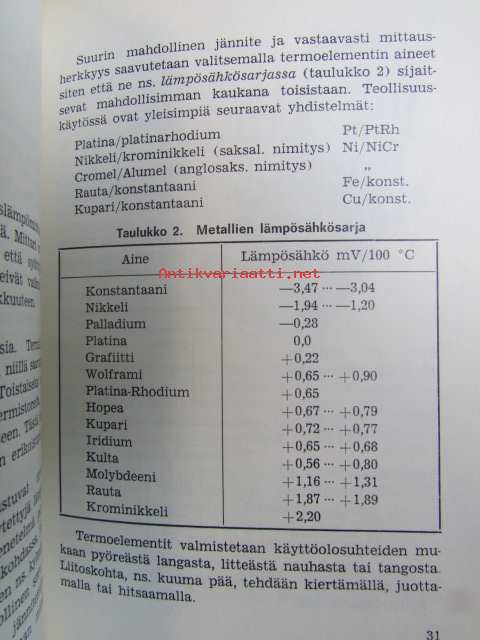 Suurin mahdollinen jännite ja vastaavasti mittaus-
herkkyys saavutetaan valitsemalla termoelementin aineet
siten että ne ns. lämpösähkösarjassa (taulukko 2) sijait-
sevat mahdollisimman kaukana toisistaan. Teollisuus-
käytössä ovat yleisimpiä seuraavat yhdistelmät:
Platina/platinarhodium Pt/PtRh
Nikkeli/krominikkeli (saksal. nimitys) Ni/NiCr
Cromel/Alumel (anglosaks. nimitys) „
Rauta/konstantaani Fe/konst.
Kupari/konstantaani Cu/konst.
Taulukko 2. Metallien lämpösähkösarja
Aine Lämpösähkö mV/100 °C
Antikvariaatti.net
Konstantaani —3,47 ··· —3,04
Nikkeli —1,94 ··· —1,20
Palladium —0,28
Platina 0,0
Grafiitti +0,22
Wolframi +0,65 ··· +0,90
Platina-Rhodium +0,65
Hopea +0,67 ··· +0,79
Kupari +0,72 ··· +0,77
Iridium +0,65 ··· +0,68
Kulta +0,56 ··· +0,80
Molybdeeni +1,16 ··· +1,31
Rauta +1,87 ··· +1,89
Krominikkeli +2,20
Termoelementit valmistetaan käyttöolosuhteiden mu-
kaan pyöreästä langasta, litteästä nauhasta tai tangosta.
Liitoskohta, ns. kuuma pää, tehdään kiertämällä, juotta-
malla tai hitsaamalla.
31